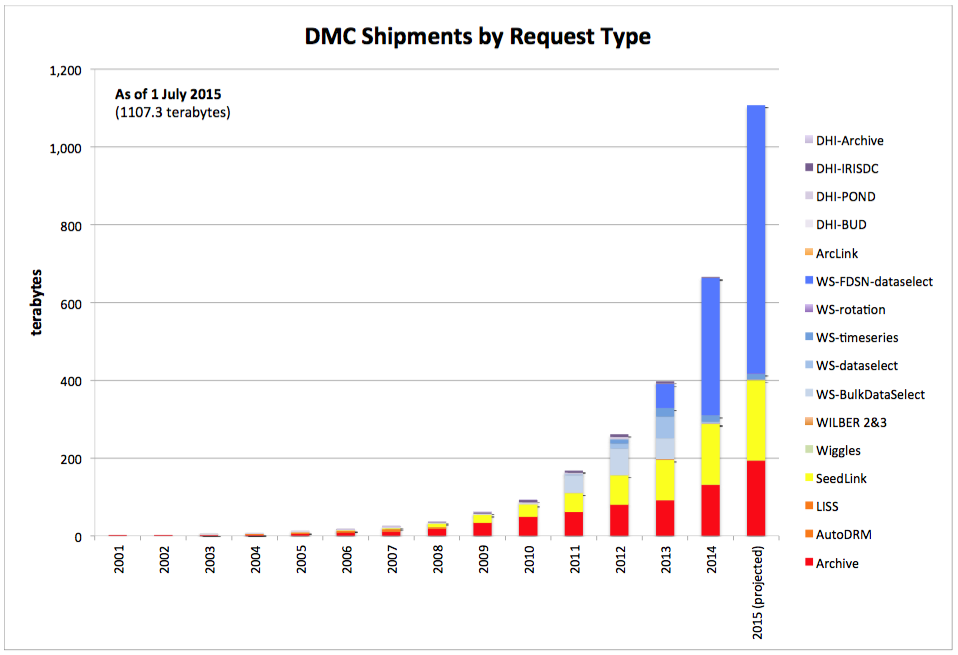 DMC Shipments by Request Type
As of 1 July 2015
(1107.3 terabytes)
terabytes
1,200
1,000
800
600
400
200
0
2001
2002
2003
2004
2005
2006
2007
2008
2009
2010
2011
2012
2013
2014
2015 (projected)
DHI-Archive
DHI-IRISDC
DHI-POND
DHI-BUD
ArcLink
WS-FDSN-dataselect
WS-rotation
WS-timeseries
WS-dataselect
WS-BulkDataSelect
WILBER 2&3
Wiggles
SeedLink
LISS
AutoDRM
Archive